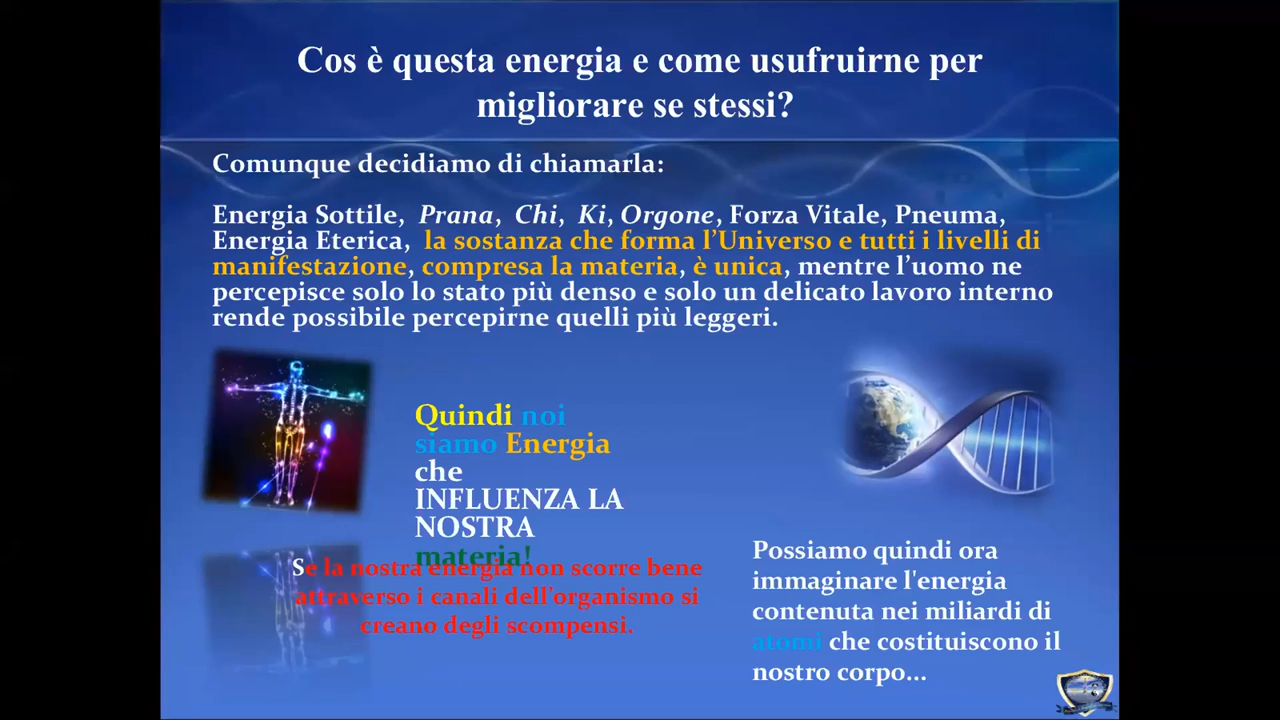 Cos è questa energia e come usufruirne per
migliorare se stessi?
Comunque decidiamo di chiamarla:
Energia Sottile, Prana, Chi, Ki, Orgone, Forza Vitale, Pneuma,
Energia Eterica, la sostanza che forma l’Universo e tutti i livelli di
manifestazione, compresa la materia, è unica, mentre l’uomo ne
percepisce solo lo stato più denso e solo un delicato lavoro interno
rende possibile percepirne quelli più leggeri.
Quindi noi
siamo Energia
che
INFLUENZA LA
NOSTRA
materia!
Se la nostra energia non scorre bene
attraverso i canali dell'organismo si
creano degli scompensi.
Possiamo quindi ora
immaginare l'energia
contenuta nei miliardi di
atomi che costituiscono il
nostro corpo...